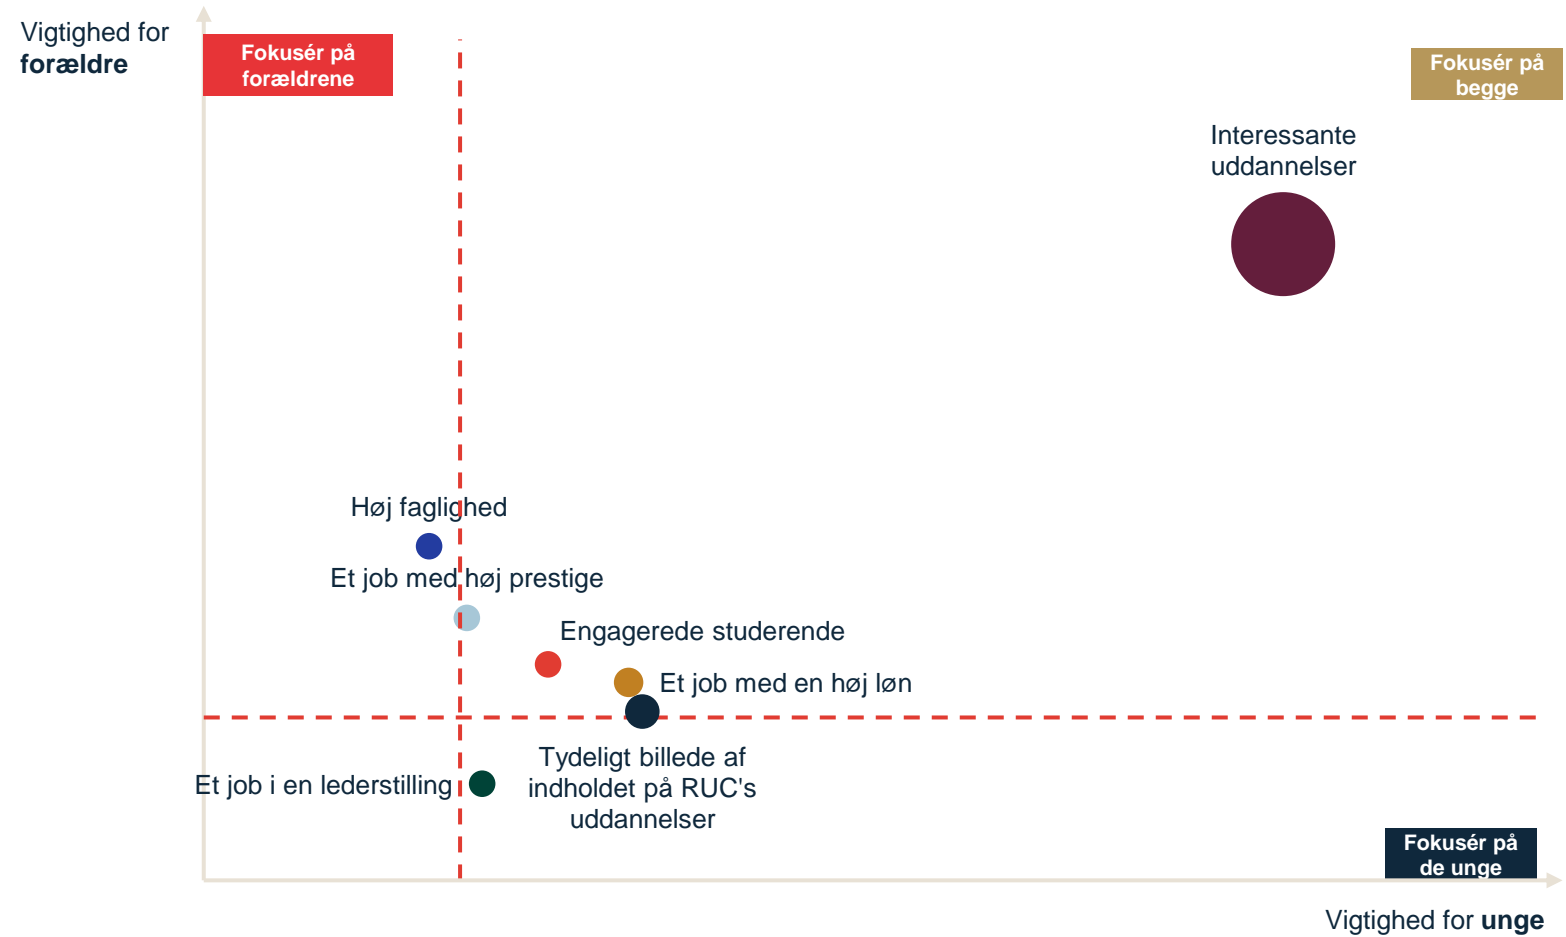 Vigtighed for
forældre
Fokusér på
forældrene
Fokusér på
begge
Interessante
uddannelser
Høj faglighed
Et job med høj prestige
Engagerede studerende
Et job med en høj løn
Tydeligt billede af
indholdet på RUC's
uddannelser
Et job i en lederstilling
Fokusér på
de unge
Vigtighed for unge